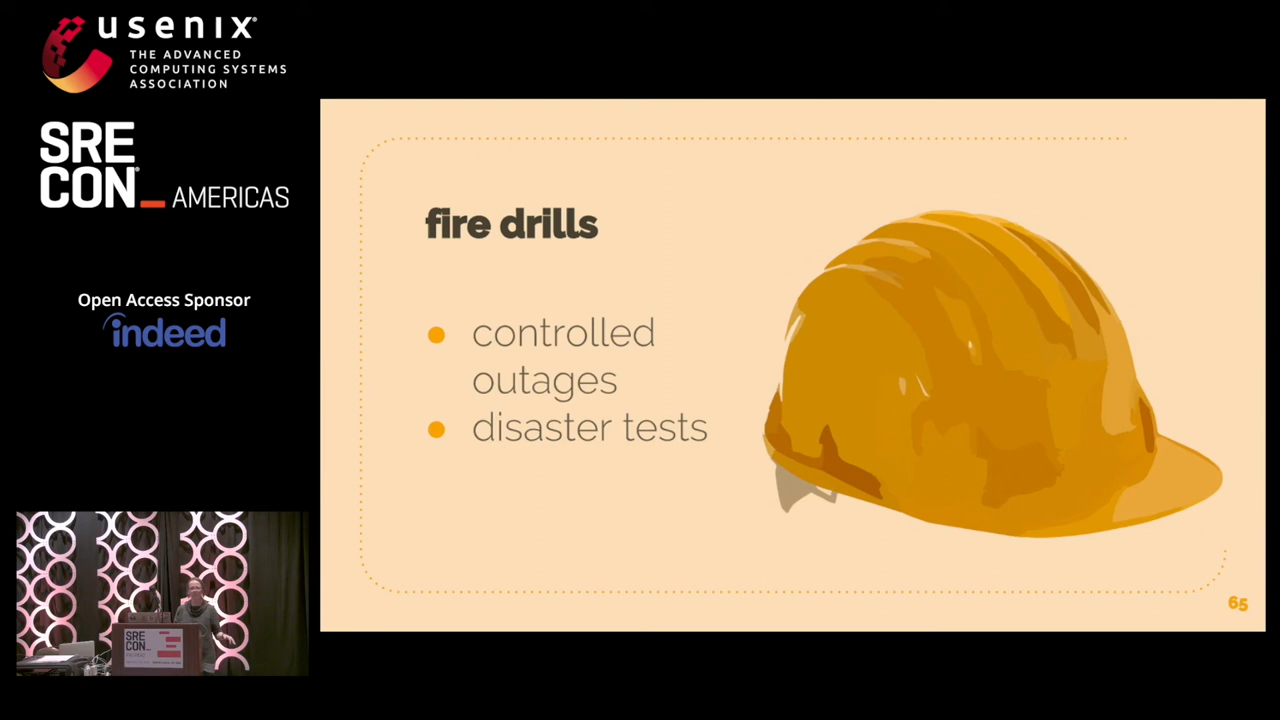 usenix®
THE ADVANCED
COMPUTING SYSTEMS
ASSOCIATION
SRE
CON®_ AMERICAS
Open Access Sponsor
indeed
fire drills
● controlled
outages
● disaster tests
65
SRE
CON_